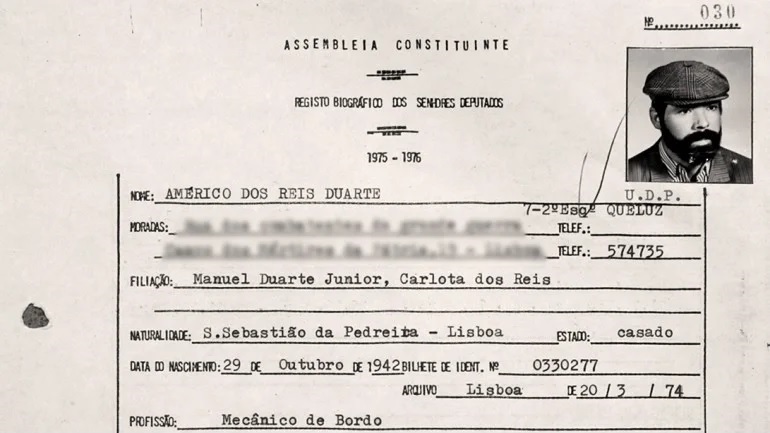 Nº 030
ASSEMBLEIA CONSTITUINTE
REGISTO BIOGRÁFICO DOS SENHORES DEPUTADOS
1975 - 1976
U.D.P.
NOME: AMÉRICO DOS REIS DUARTE
7-2ºEsqº QUELUZ
MORADAS: TELEF.:
TELEF.: 574735
FILIAÇÃO: Manuel Duarte Junior, Carlota dos Reis
NATURALIDADE: S.Sebastião da Pedreita - Lisboa ESTADO: casado
DATA DO NASCIMENTO: 29 DE Outubro DE 1942 BILHETE DE IDENT. Nº 0330277
ARQUIVO Lisboa DE 20 / 3 / 74
PROFISSÃO: Mecânico de Bordo